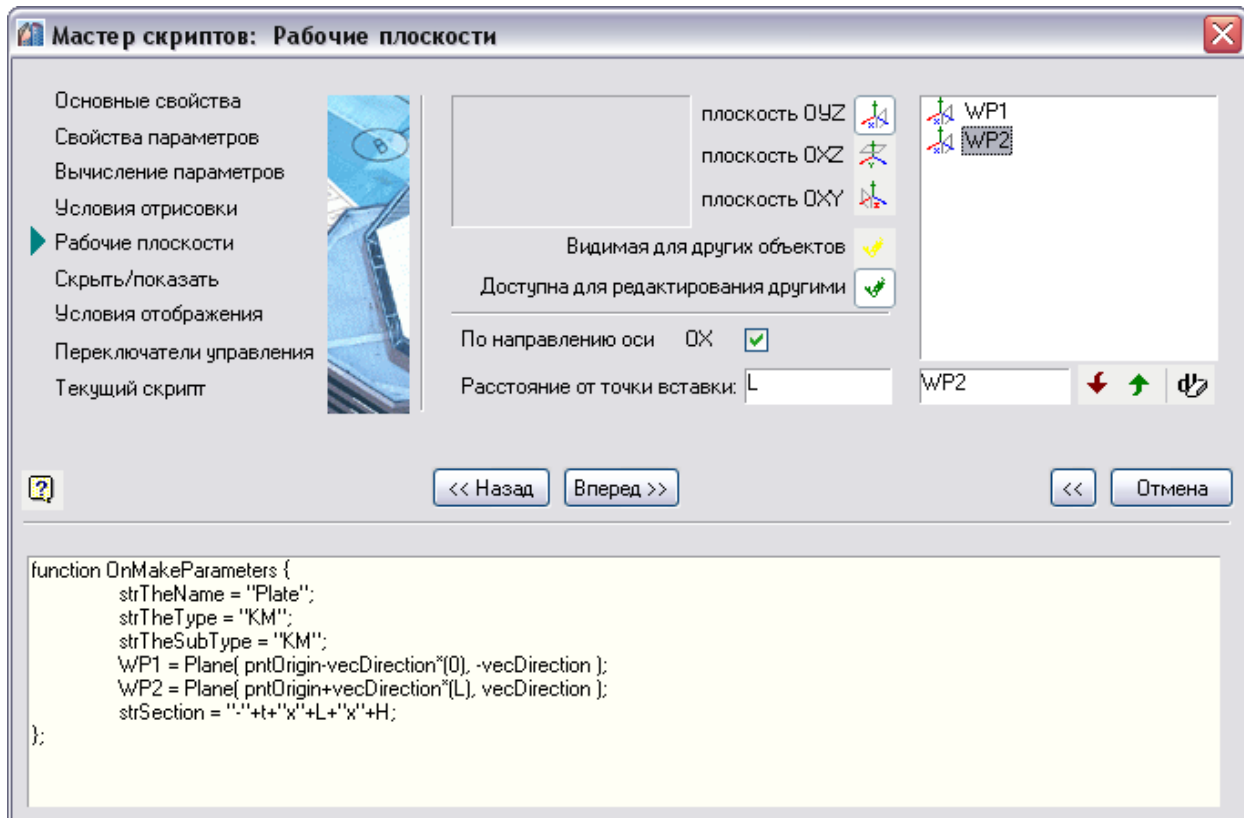 Мастер скриптов:  Рабочие плоскости
Основные свойства
Свойства параметров
Вычисление параметров
Условия отрисовки
Рабочие плоскости
Скрыть/показать
Условия отображения
Переключатели управления
Текущий скрипт
плоскость OYZ
плоскость OXZ
плоскость OXY
Видимая для других объектов
Доступна для редактирования другими
По направлению оси OX
Расстояние от точки вставки: L
WP1
WP2
WP2
<< Назад
Вперед >>
<<
Отмена
function OnMakeParameters {
strTheName = "Plate";
strTheType = "KM";
strTheSubType = "KM";
WP1 = Plane( pntOrigin-vecDirection*(0), -vecDirection );
WP2 = Plane( pntOrigin+vecDirection*(L), vecDirection );
strSection = "-"+t+"x"+L+"x"+H;
};